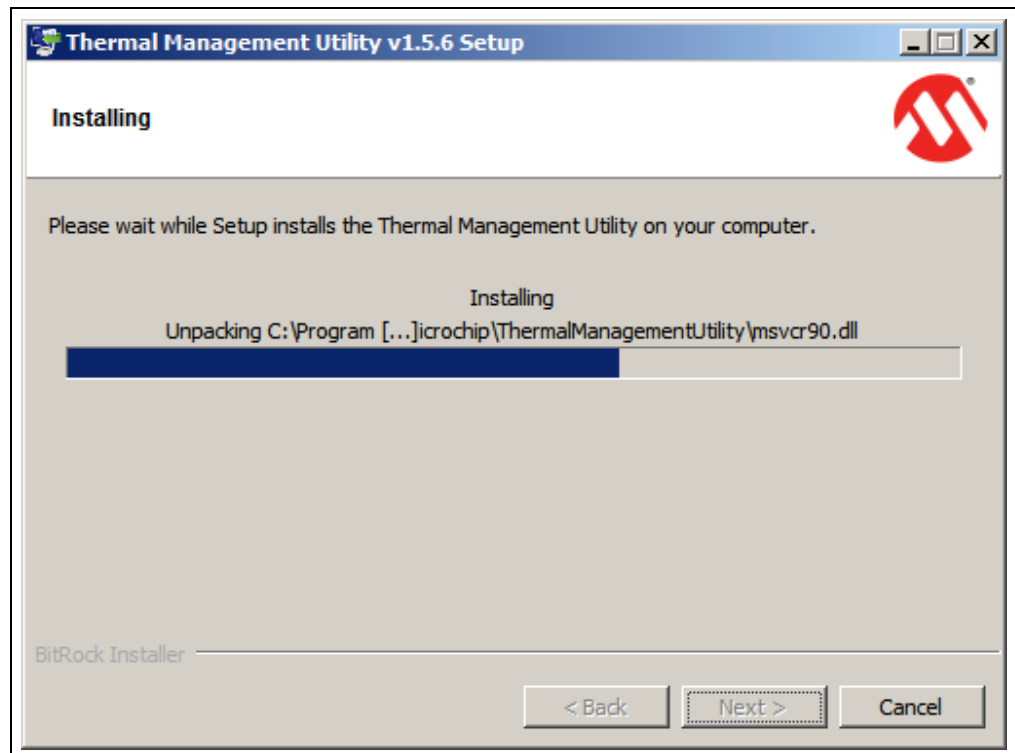 Thermal Management Utility v1.5.6 Setup
Installing
®
Please wait while Setup installs the Thermal Management Utility on your computer.
Installing
Unpacking C:\Program [...]icrochip\ThermalManagementUtility\msvcr90.dll
BitRock Installer
< Back
Next >
Cancel